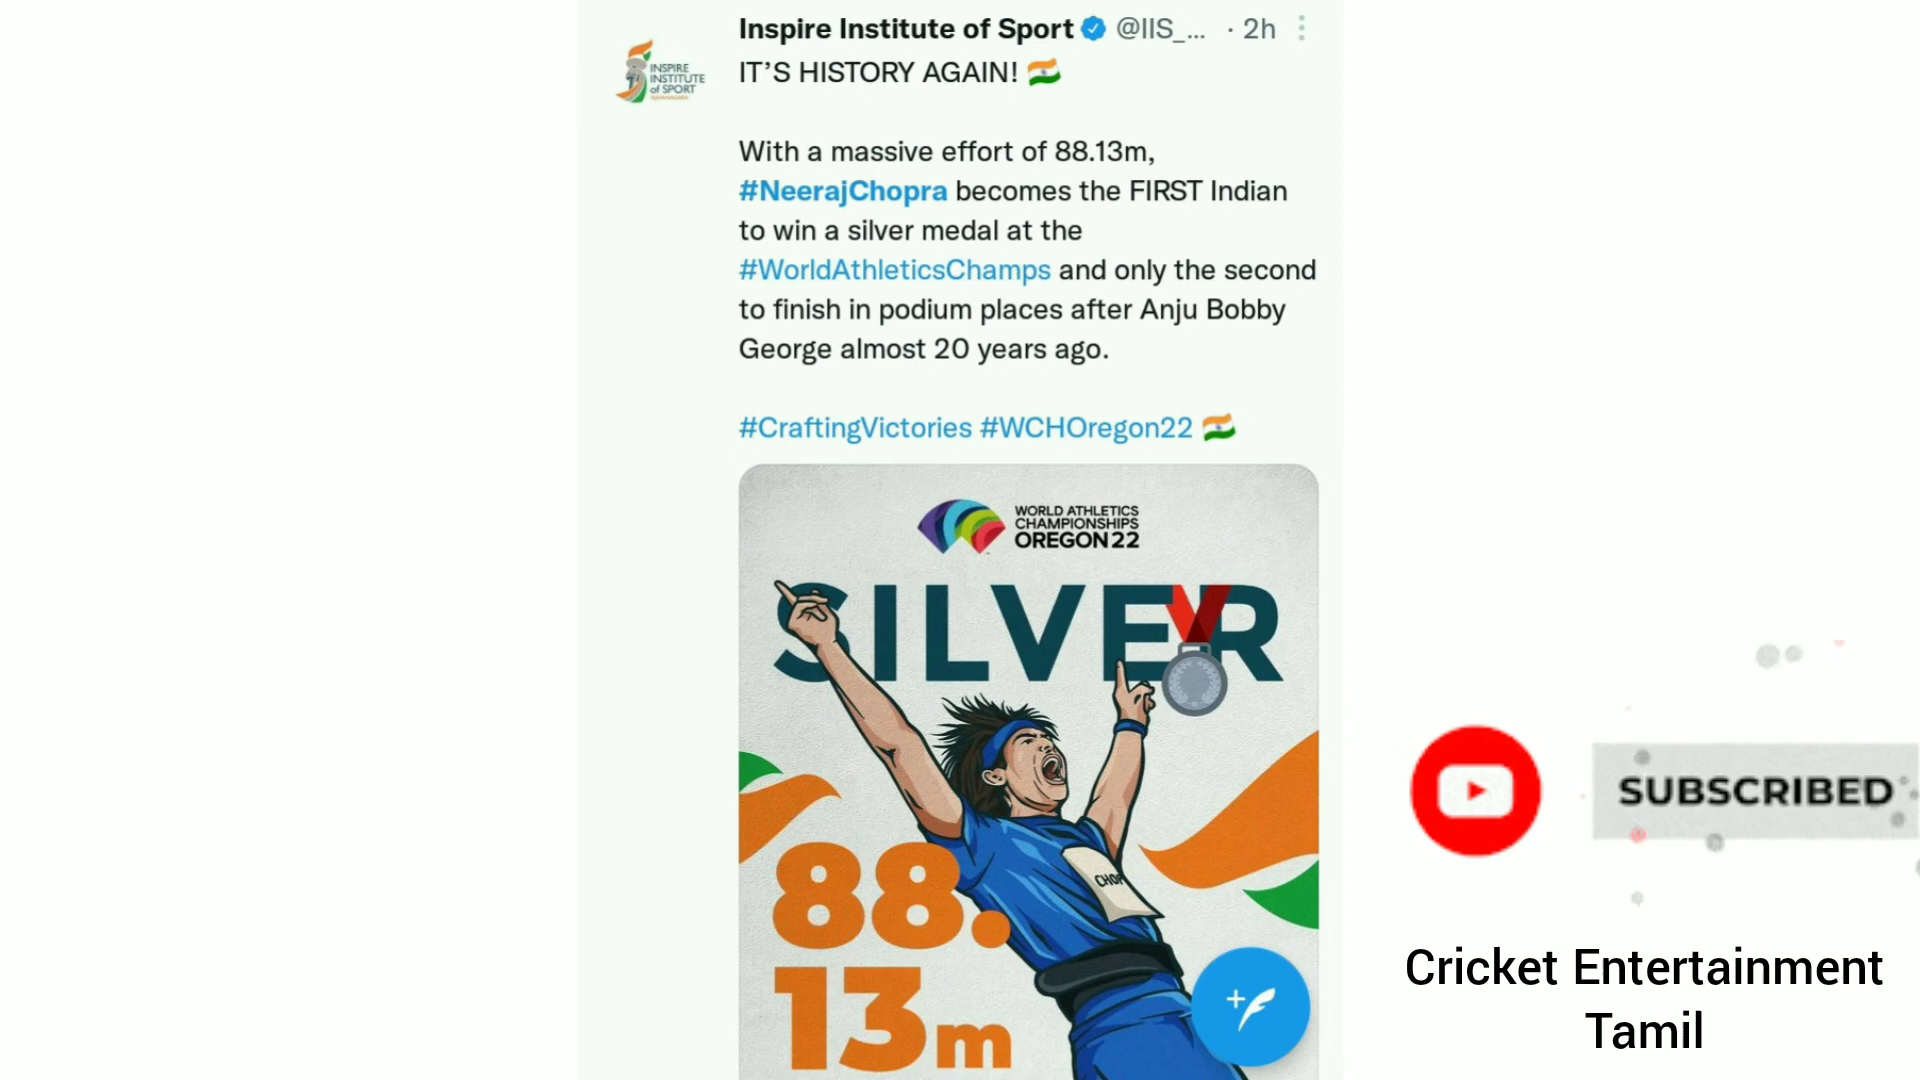 Inspire Institute of Sport @IIS_... · 2h
INSPIRE
INSTITUTE
of SPORT
IT’S HISTORY AGAIN! 🇮🇳
With a massive effort of 88.13m,
#NeerajChopra becomes the FIRST Indian
to win a silver medal at the
#WorldAthleticsChamps and only the second
to finish in podium places after Anju Bobby
George almost 20 years ago.
#CraftingVictories #WCHOregon22 🇮🇳
WORLD ATHLETICS
CHAMPIONSHIPS
OREGON22
SILVER
CHOP
88.
13m
SUBSCRIBED
Cricket Entertainment
Tamil